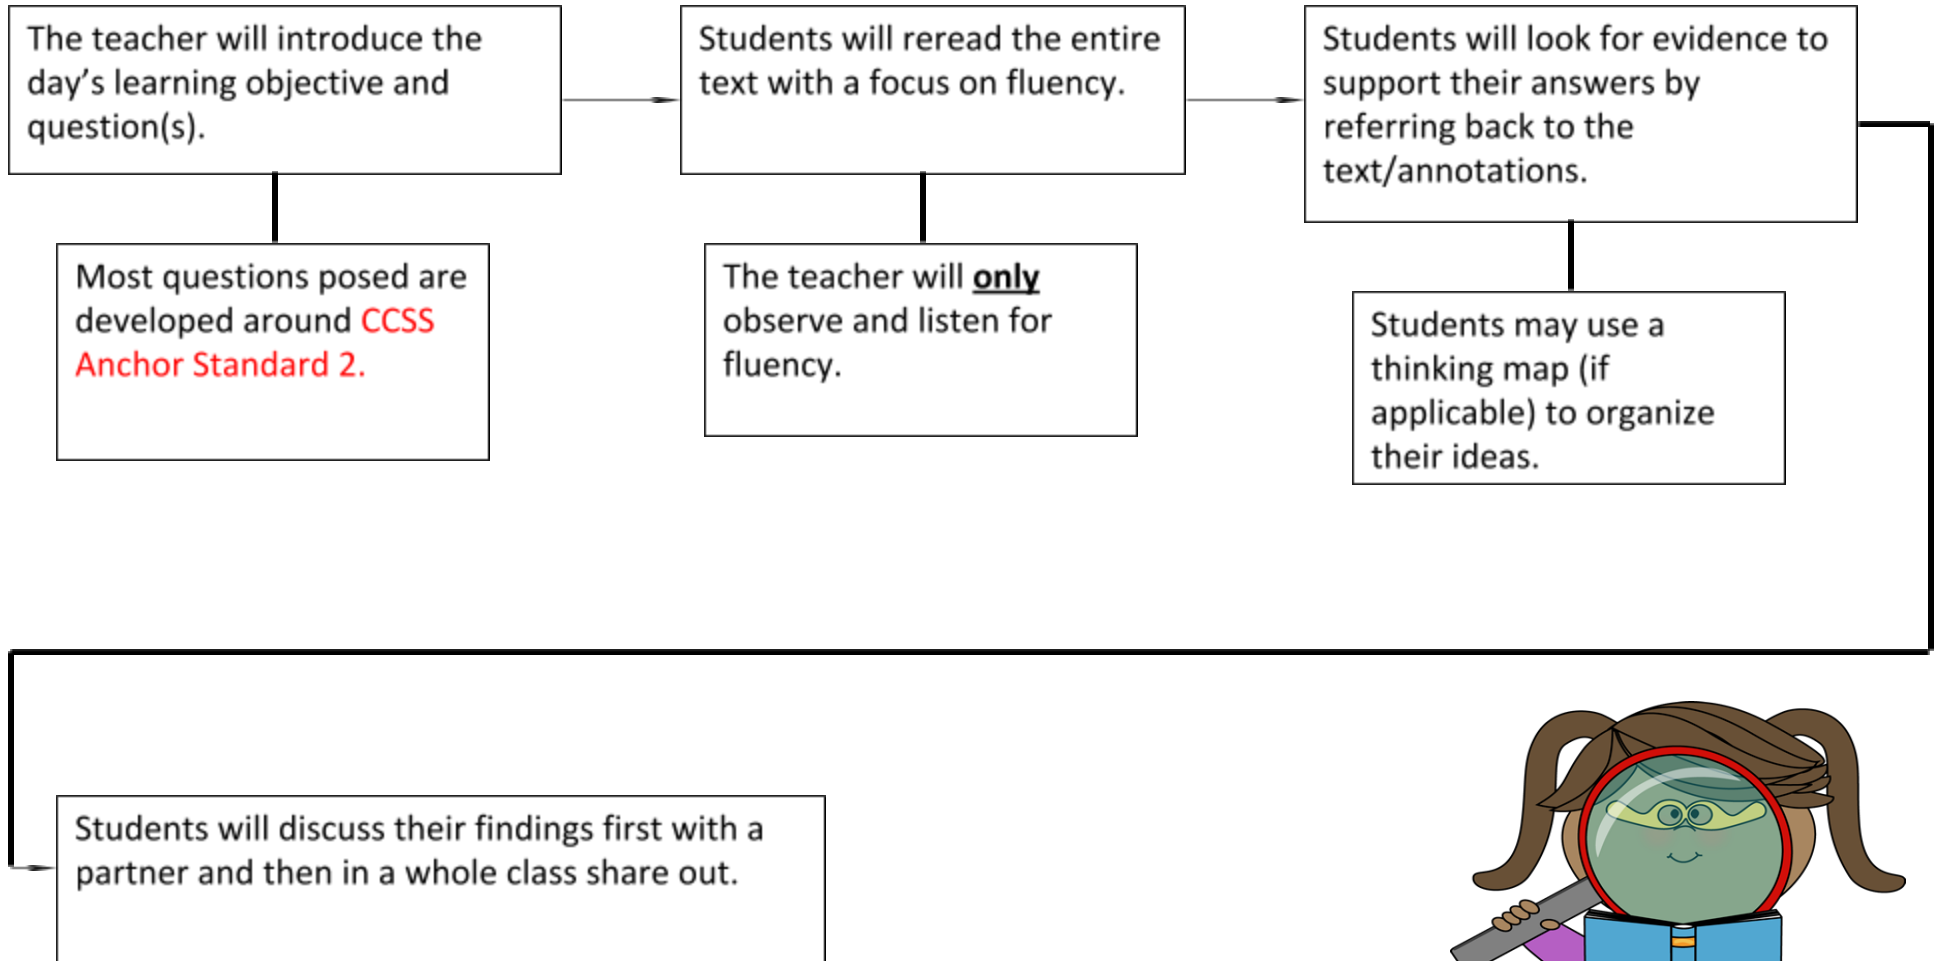 The teacher will introduce the
day’s learning objective and
question(s).
Students will reread the entire
text with a focus on fluency.
Students will look for evidence to
support their answers by
referring back to the
text/annotations.
Most questions posed are
developed around CCSS
Anchor Standard 2.
The teacher will only
observe and listen for
fluency.
Students may use a
thinking map (if
applicable) to organize
their ideas.
Students will discuss their findings first with a
partner and then in a whole class share out.